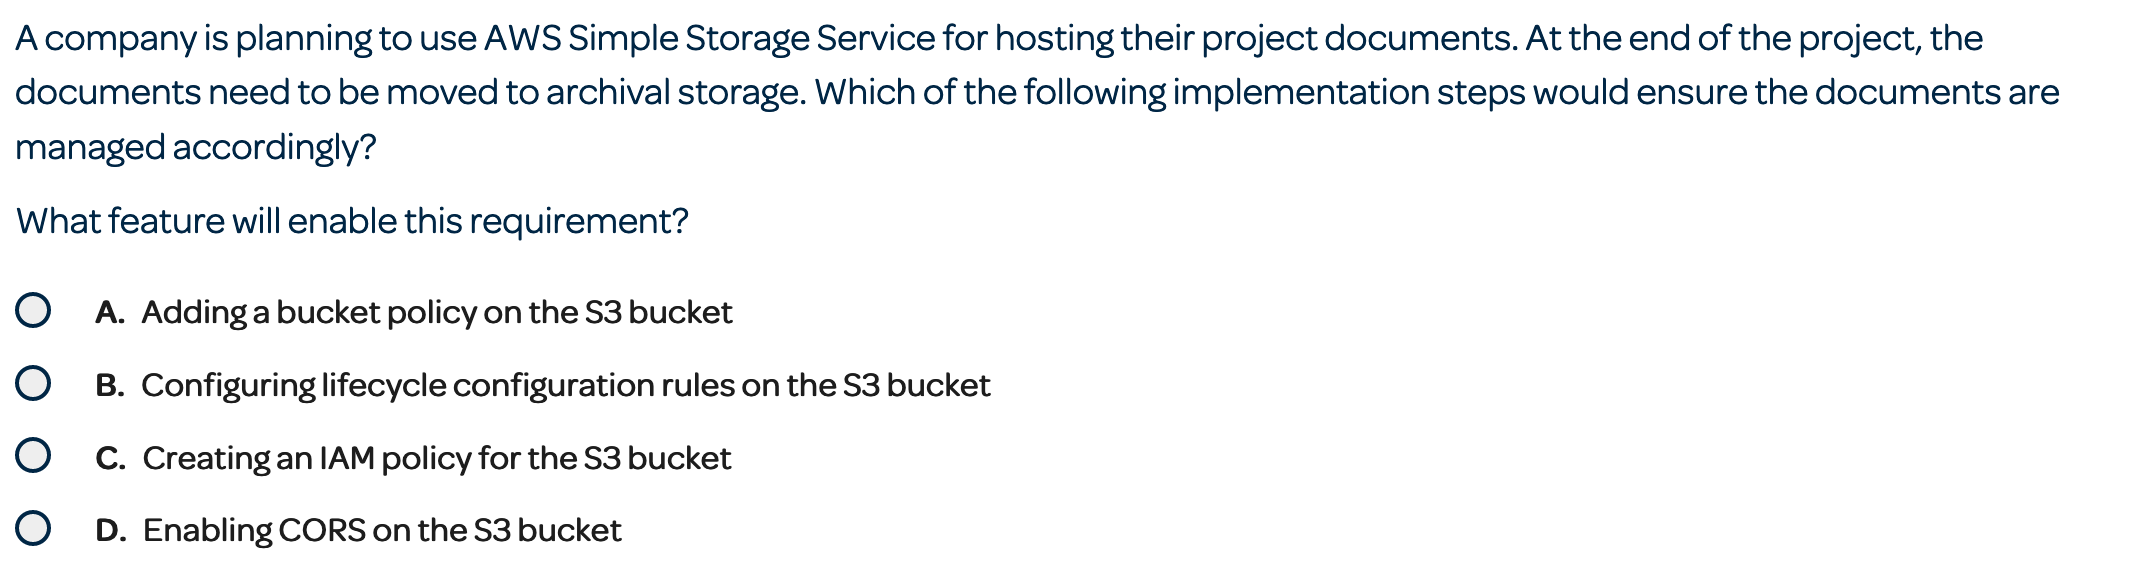 A company is planning to use AWS Simple Storage Service for hosting their project documents. At the end of the project, the
documents need to be moved to archival storage. Which of the following implementation steps would ensure the documents are
managed accordingly?
What feature will enable this requirement?
A. Adding a bucket policy on the S3 bucket
B. Configuring lifecycle configuration rules on the S3 bucket
C. Creating an IAM policy for the S3 bucket
D. Enabling CORS on the S3 bucket